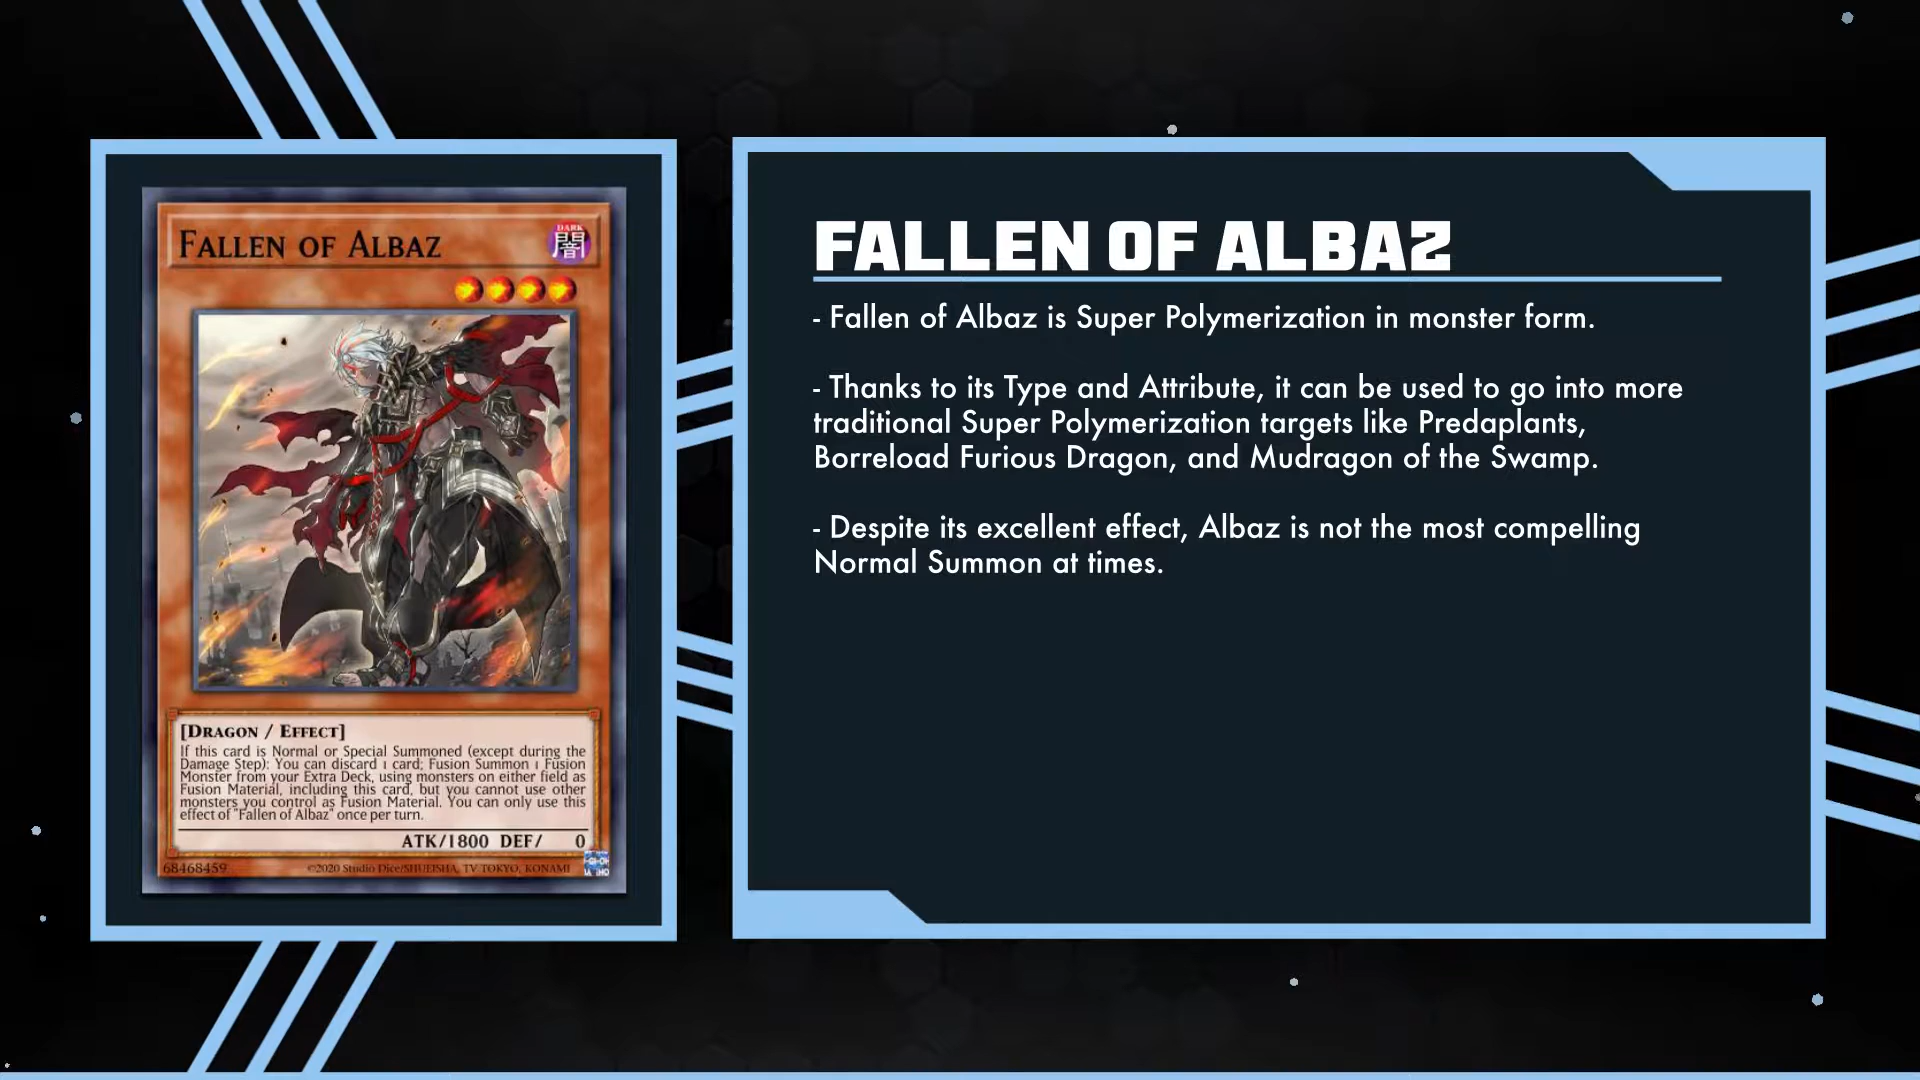 FALLEN OF ALBAZ
DARK
闇
[DRAGON / EFFECT]
If this card is Normal or Special Summoned (except during the
Damage Step): You can discard 1 card; Fusion Summon 1 Fusion
Monster from your Extra Deck, using monsters on either field as
Fusion Material, including this card, but you cannot use other
monsters you control as Fusion Material. You can only use this
effect of "Fallen of Albaz" once per turn.
ATK/1800 DEF/ 0
68468459
©2020 Studio Dice/SHUEISHA, TV TOKYO, KONAMI
FALLEN OF ALBAZ
- Fallen of Albaz is Super Polymerization in monster form.
- Thanks to its Type and Attribute, it can be used to go into more
traditional Super Polymerization targets like Predaplants,
Borreload Furious Dragon, and Mudragon of the Swamp.
- Despite its excellent effect, Albaz is not the most compelling
Normal Summon at times.